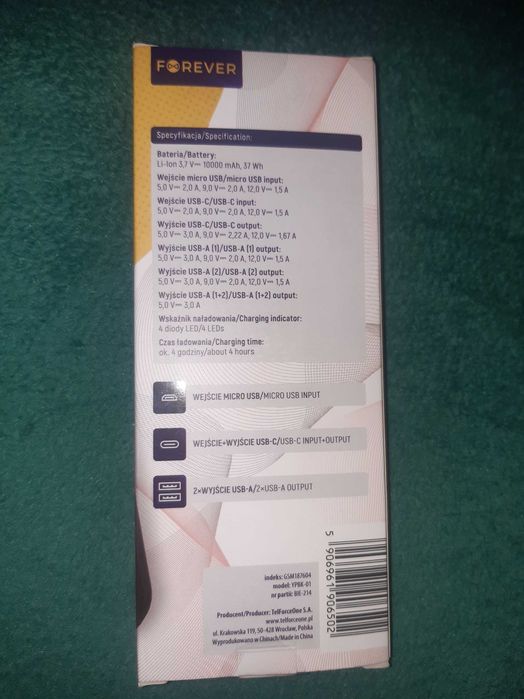 FOREVER
Specyfikacja/Specification:
Bateria/Battery:
Li-Ion 3,7 V⎓ 10000 mAh, 37 Wh
Wejście micro USB/micro USB input:
5,0 V⎓ 2,0 A, 9,0 V⎓ 2,0 A, 12,0 V⎓ 1,5 A
Wejście USB-C/USB-C input:
5,0 V⎓ 2,0 A, 9,0 V⎓ 2,0 A, 12,0 V⎓ 1,5 A
Wyjście USB-C/USB-C output:
5,0 V⎓ 3,0 A, 9,0 V⎓ 2,22 A, 12,0 V⎓ 1,67 A
Wyjście USB-A (1)/USB-A (1) output:
5,0 V⎓ 3,0 A, 9,0 V⎓ 2,0 A, 12,0 V⎓ 1,5 A
Wyjście USB-A (2)/USB-A (2) output:
5,0 V⎓ 3,0 A, 9,0 V⎓ 2,0 A, 12,0 V⎓ 1,5 A
Wyjście USB-A (1+2)/USB-A (1+2) output:
5,0 V⎓ 3,0 A
Wskaźnik naładowania/Charging indicator:
4 diody LED/4 LEDs
Czas ładowania/Charging time:
ok. 4 godziny/about 4 hours
WEJŚCIE MICRO USB/MICRO USB INPUT
WEJŚCIE+WYJŚCIE USB-C/USB-C INPUT+OUTPUT
2×WYJŚCIE USB-A/2×USB-A OUTPUT
5 906961 906502
indeks: GSM187604
model: YPBK-01
nr partii: BIE-214
Producent/Producer: TelForceOne S.A.
www.telforceone.pl
ul. Krakowska 119, 50-428 Wrocław, Polska
Wyprodukowano w Chinach/Made in China